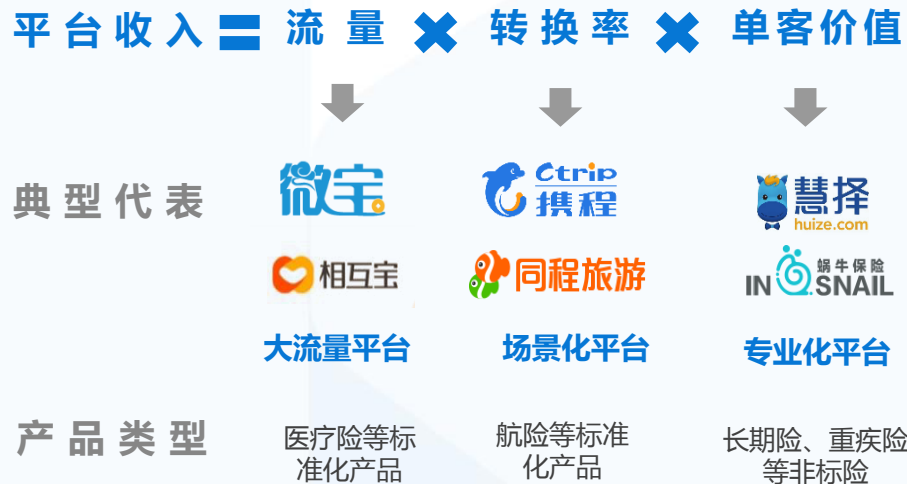 平台收入 = 流量 × 转换率 × 单客价值
典型代表
微宝
Ctrip
携程
慧择
huize.com
相互宝
同程旅游
蜗牛保险
INSNAIL
大流量平台
场景化平台
专业化平台
产品类型
医疗险等标
准化产品
航险等标准
化产品
长期险、重疾险
等非标险